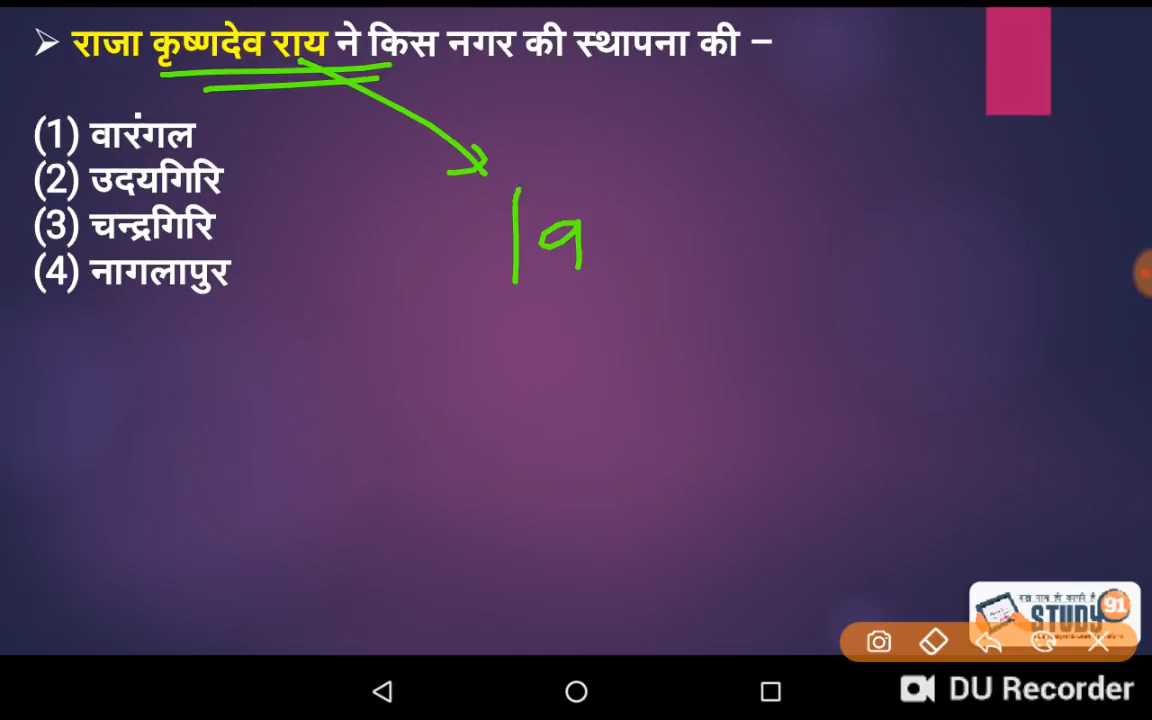 ➢ राजा कृष्णदेव राय ने किस नगर की स्थापना की –
(1) वारंगल
(2) उदयगिरि
(3) चन्द्रगिरि
(4) नागलापुर
19
STUDY 91
DU Recorder